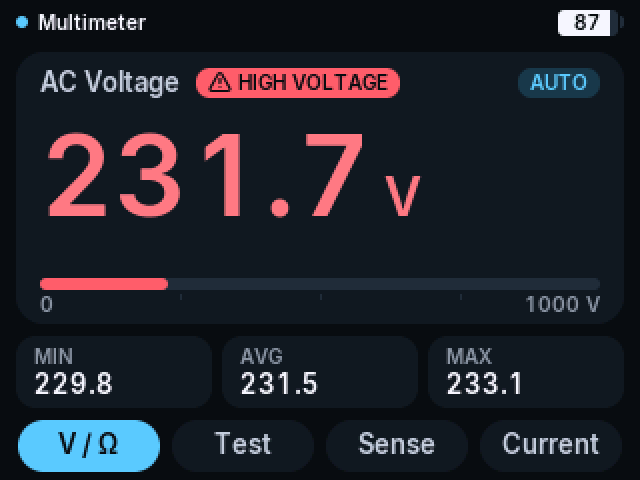 Multimeter
87
AC Voltage
HIGH VOLTAGE
AUTO
231.7 V
0
1000 V
MIN
229.8
AVG
231.5
MAX
233.1
V / Ω
Test
Sense
Current